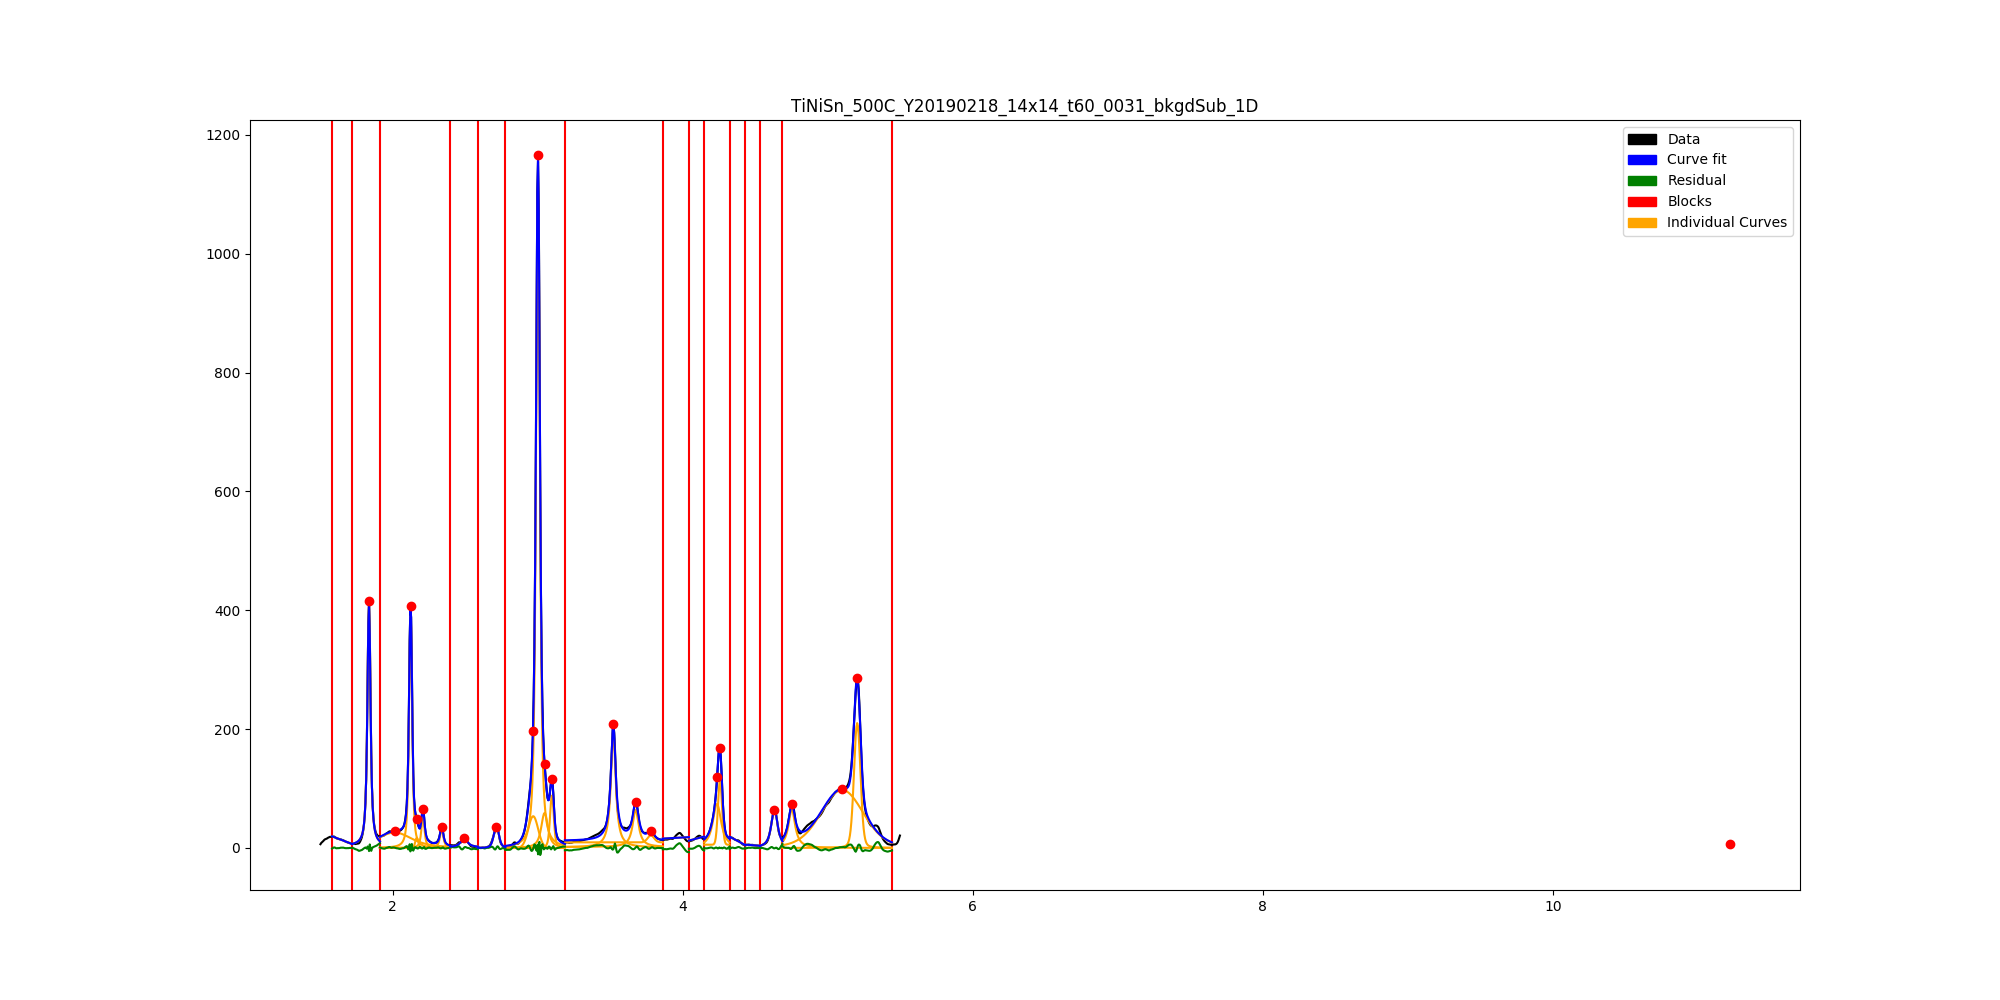 TiNiSn_500C_Y20190218_14x14_t60_0031_bkgdSub_1D
1200
1000
800
600
400
200
0
2
4
6
8
10
Data
Curve fit
Residual
Blocks
Individual Curves